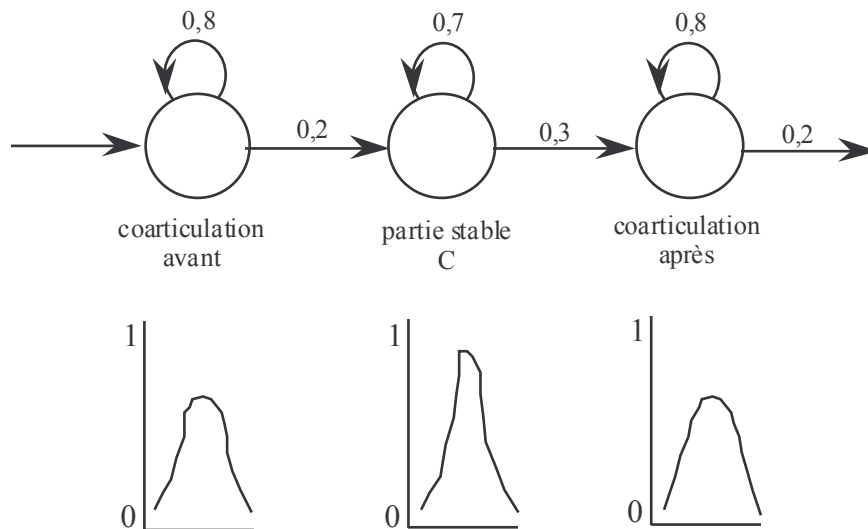 0,8
0,7
0,8
0,2
0,3
0,2
coarticulation
avant
partie stable
C
coarticulation
après
1
0
1
0
1
0